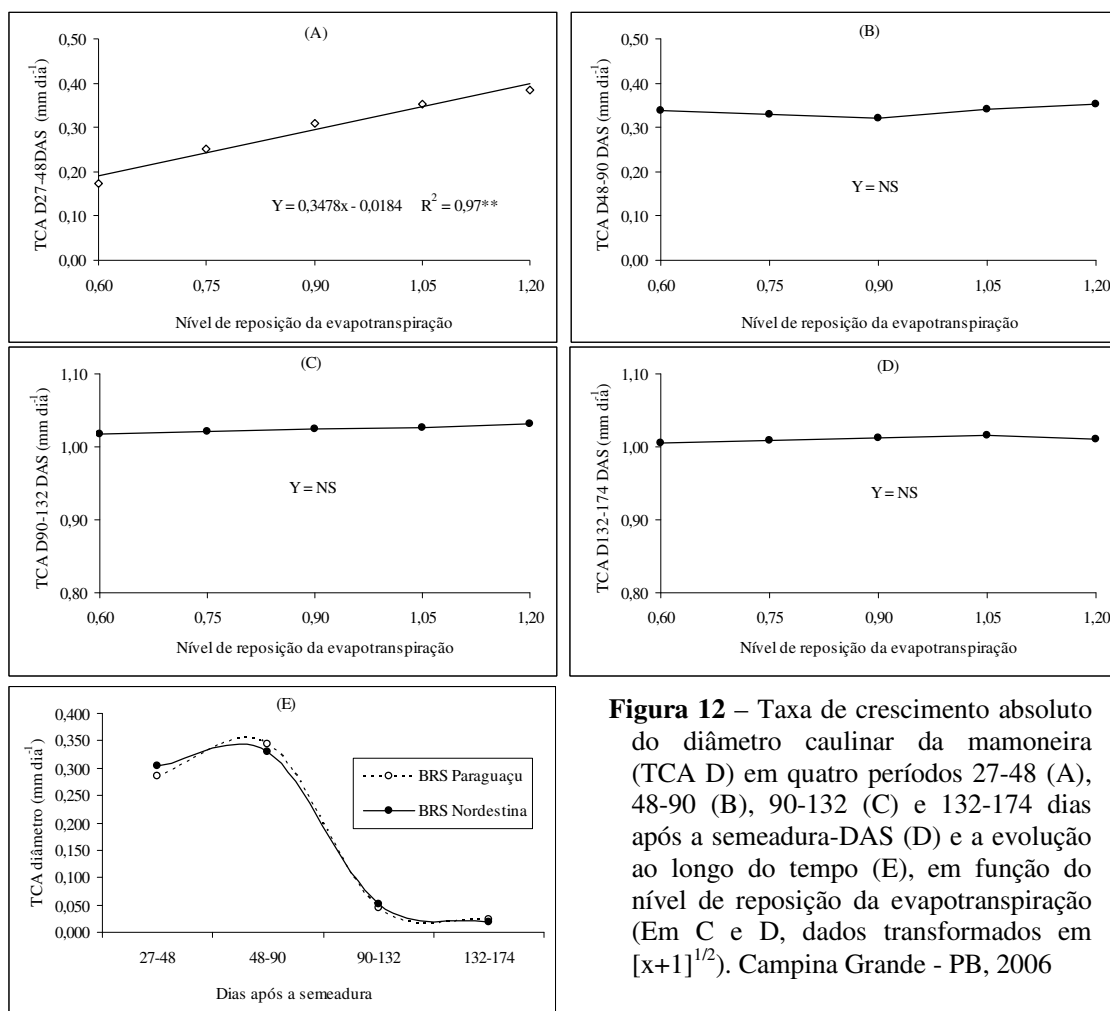 (A)
TCA D27-48DAS (mm dia-1)
0,50
0,40
0,30
0,20
0,10
0,00
Y = 0,3478x - 0,0184 R2 = 0,97**
0,60 0,75 0,90 1,05 1,20
Nível de reposição da evapotranspiração
(B)
TCA D48-90 DAS (mm dia-1)
0,50
0,40
0,30
0,20
0,10
0,00
Y = NS
0,60 0,75 0,90 1,05 1,20
Nível de reposição da evapotranspiração
(C)
TCA D90-132 DAS (mm dia-1)
1,10
1,00
0,90
0,80
Y = NS
0,60 0,75 0,90 1,05 1,20
Nível de reposição da evapotranspiração
(D)
TCA D132-174 DAS (mm dia-1)
1,10
1,00
0,90
0,80
Y = NS
0,60 0,75 0,90 1,05 1,20
Nível de reposição da evapotranspiração
(E)
TCA diâmetro (mm dia-1)
0,400
0,350
0,300
0,250
0,200
0,150
0,100
0,050
0,000
BRS Paraguaçu
BRS Nordestina
27-48 48-90 90-132 132-174
Dias após a semeadura
Figura 12 – Taxa de crescimento absoluto
do diâmetro caulinar da mamoneira
(TCA D) em quatro períodos 27-48 (A),
48-90 (B), 90-132 (C) e 132-174 dias
após a semeadura-DAS (D) e a evolução
ao longo do tempo (E), em função do
nível de reposição da evapotranspiração
(Em C e D, dados transformados em
[x+1]1/2). Campina Grande - PB, 2006